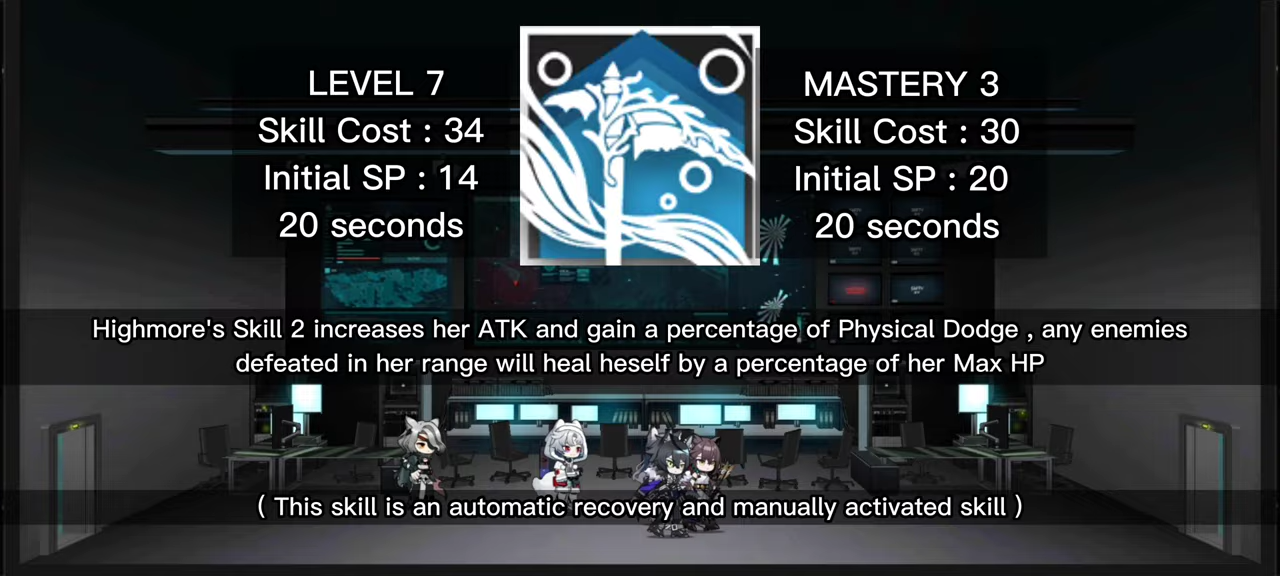 LEVEL 7
Skill Cost : 34
Initial SP : 14
20 seconds
MASTERY 3
Skill Cost : 30
Initial SP : 20
20 seconds
Highmore's Skill 2 increases her ATK and gain a percentage of Physical Dodge , any enemies
defeated in her range will heal heself by a percentage of her Max HP
( This skill is an automatic recovery and manually activated skill )